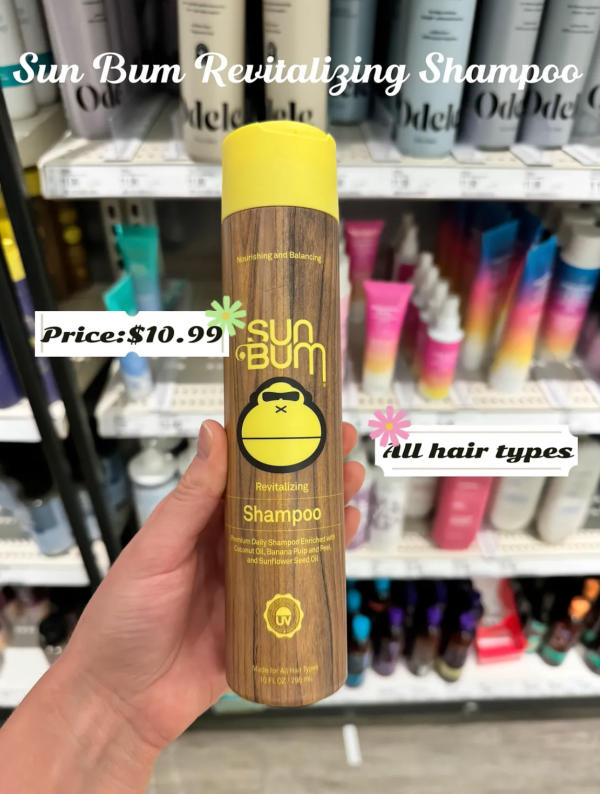 Sun Bum Revitalizing Shampoo
Odele
Odele
Odele
Nourishing and Balancing
Price:$10.99
SUN
BUM
All hair types
Revitalizing
Shampoo
Premium Daily Shampoo Enriched with
Coconut Oil, Banana Pulp and Peel,
and Sunflower Seed Oil
UV
Made for All Hair Types
10 FL OZ / 295 mL